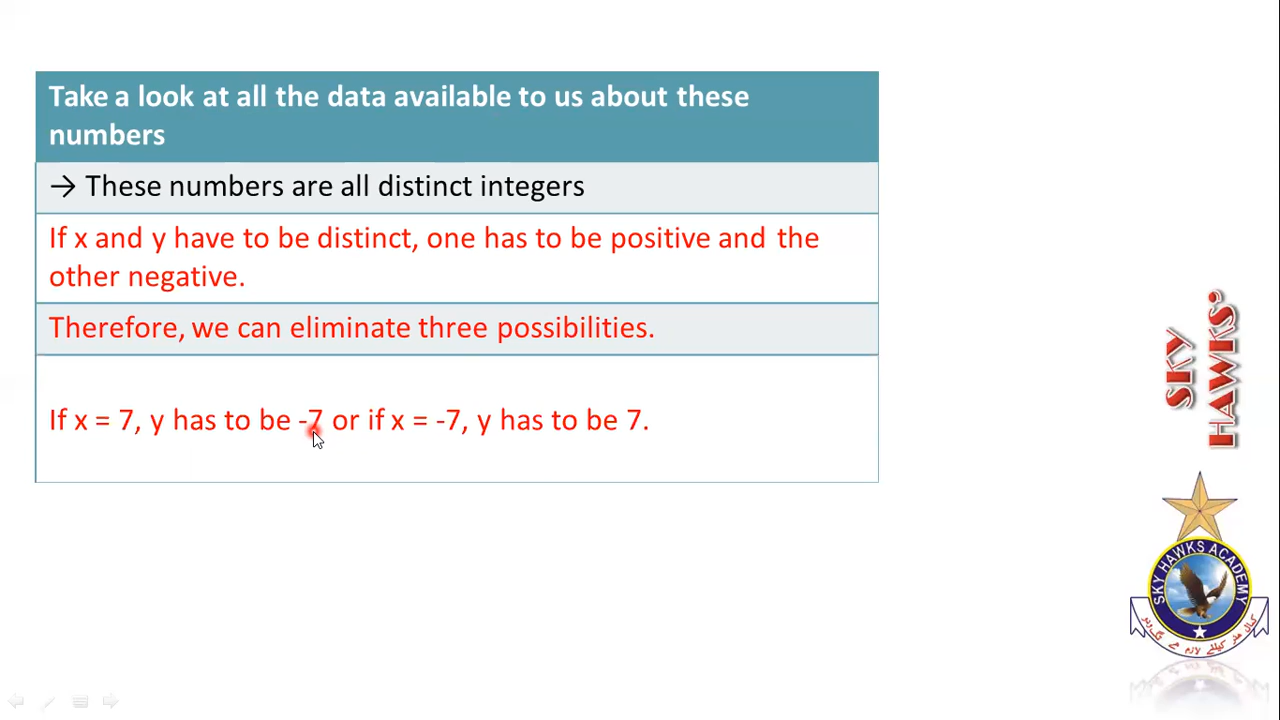 Take a look at all the data available to us about these
numbers
→ These numbers are all distinct integers
If x and y have to be distinct, one has to be positive and the
other negative.
Therefore, we can eliminate three possibilities.
If x = 7, y has to be -7 or if x = -7, y has to be 7.
SKY
HAWKS'
SKY HAWKS ACADEMY